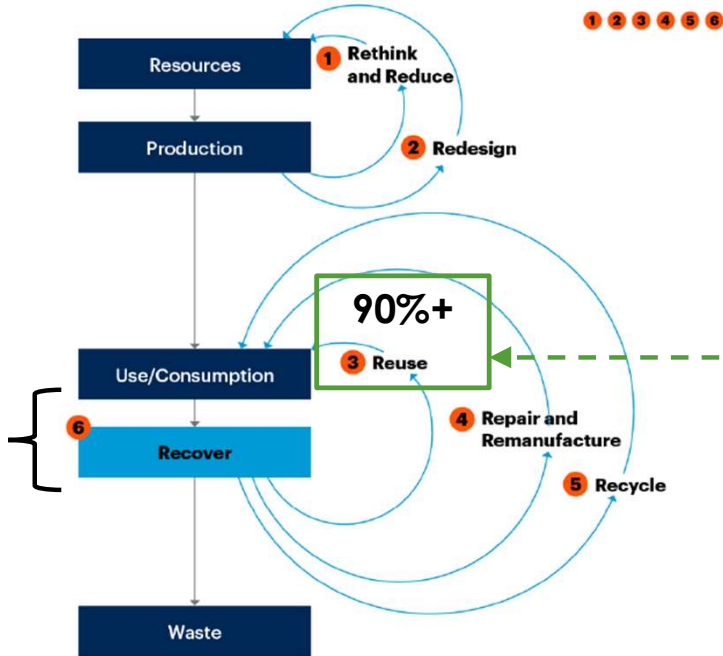 1 2 3 4 5 6
Resources
1 Rethink
and Reduce
Production
2 Redesign
90%+
Use/Consumption
3 Reuse
6
Recover
4 Repair and
Remanufacture
5 Recycle
Waste